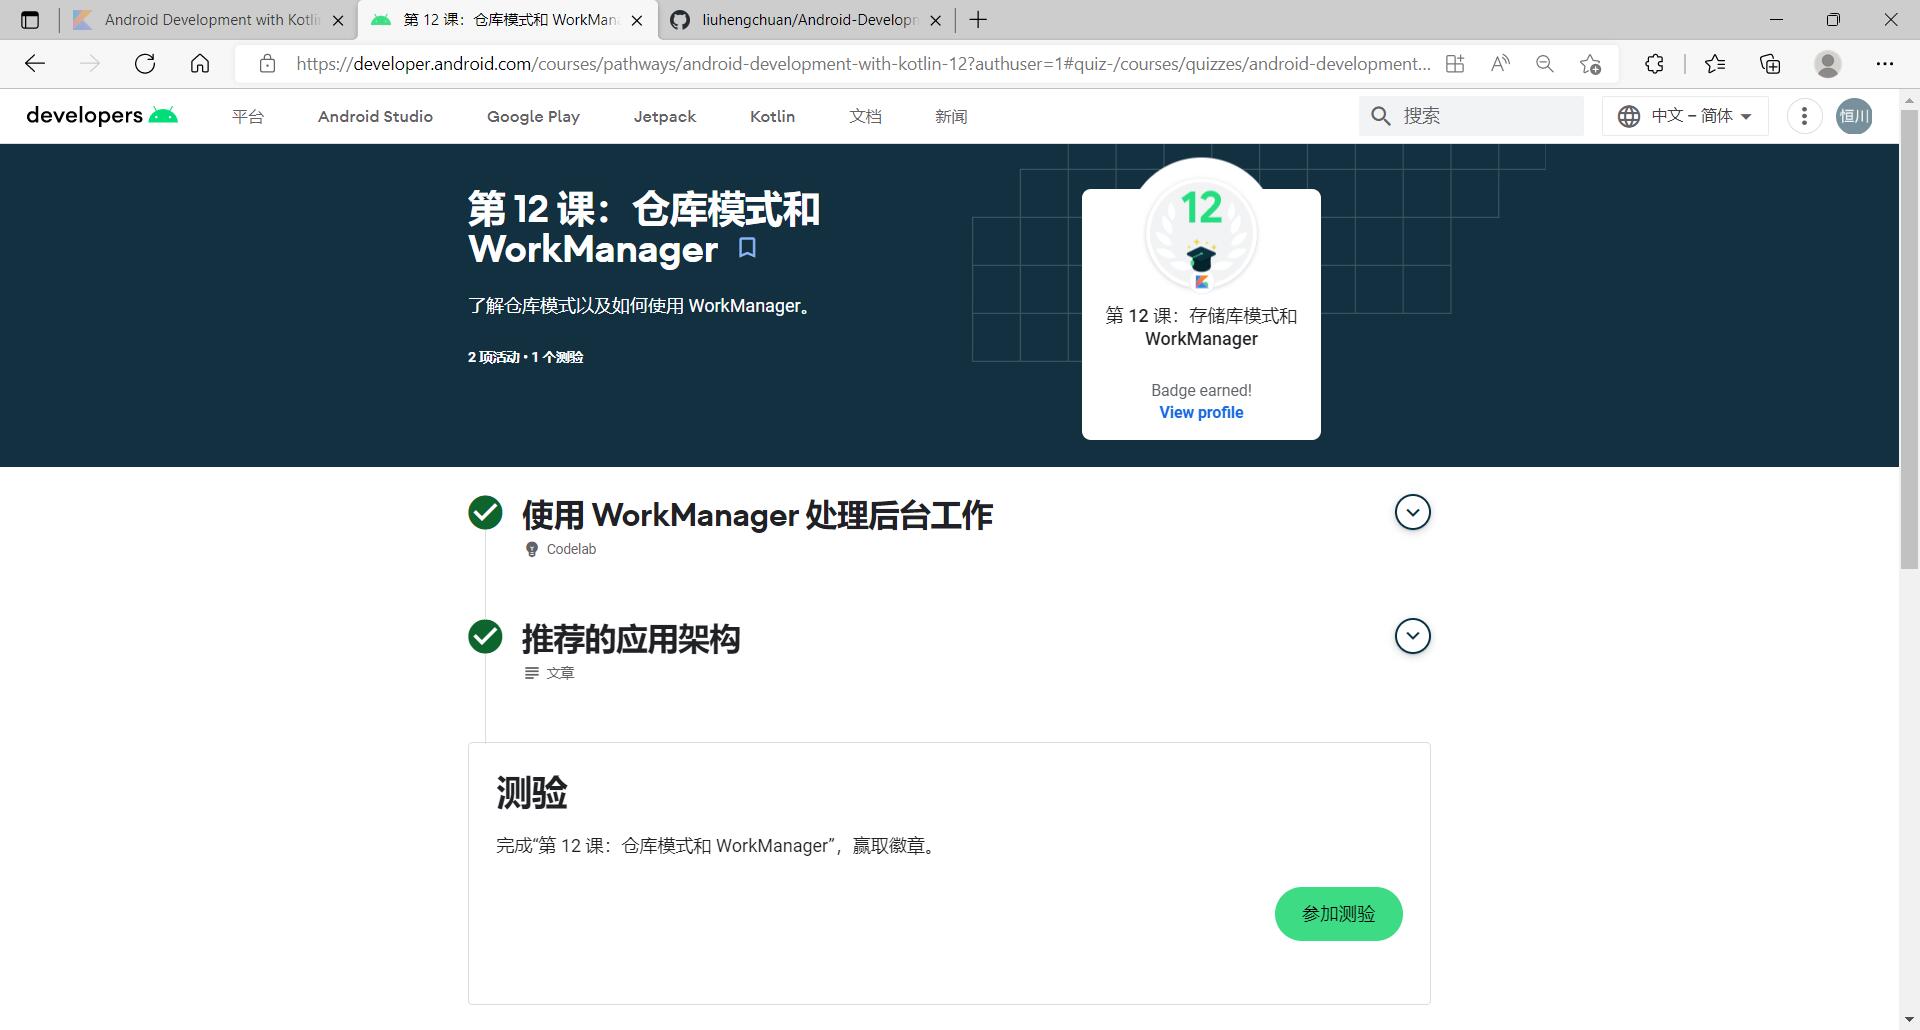 Android Development with Kotli
第 12 课：仓库模式和 WorkMana
liuhengchuan/Android-Developm
https://developer.android.com/courses/pathways/android-development-with-kotlin-12?authuser=1#quiz-/courses/quizzes/android-development...
developers
平台
Android Studio
Google Play
Jetpack
Kotlin
文档
新闻
搜索
中文 – 简体
恒川
第 12 课：仓库模式和
WorkManager
了解仓库模式以及如何使用 WorkManager。
2 项活动 • 1 个测验
12
第 12 课：存储库模式和
WorkManager
Badge earned!
View profile
使用 WorkManager 处理后台工作
Codelab
推荐的应用架构
文章
测验
完成“第 12 课：仓库模式和 WorkManager”，赢取徽章。
参加测验